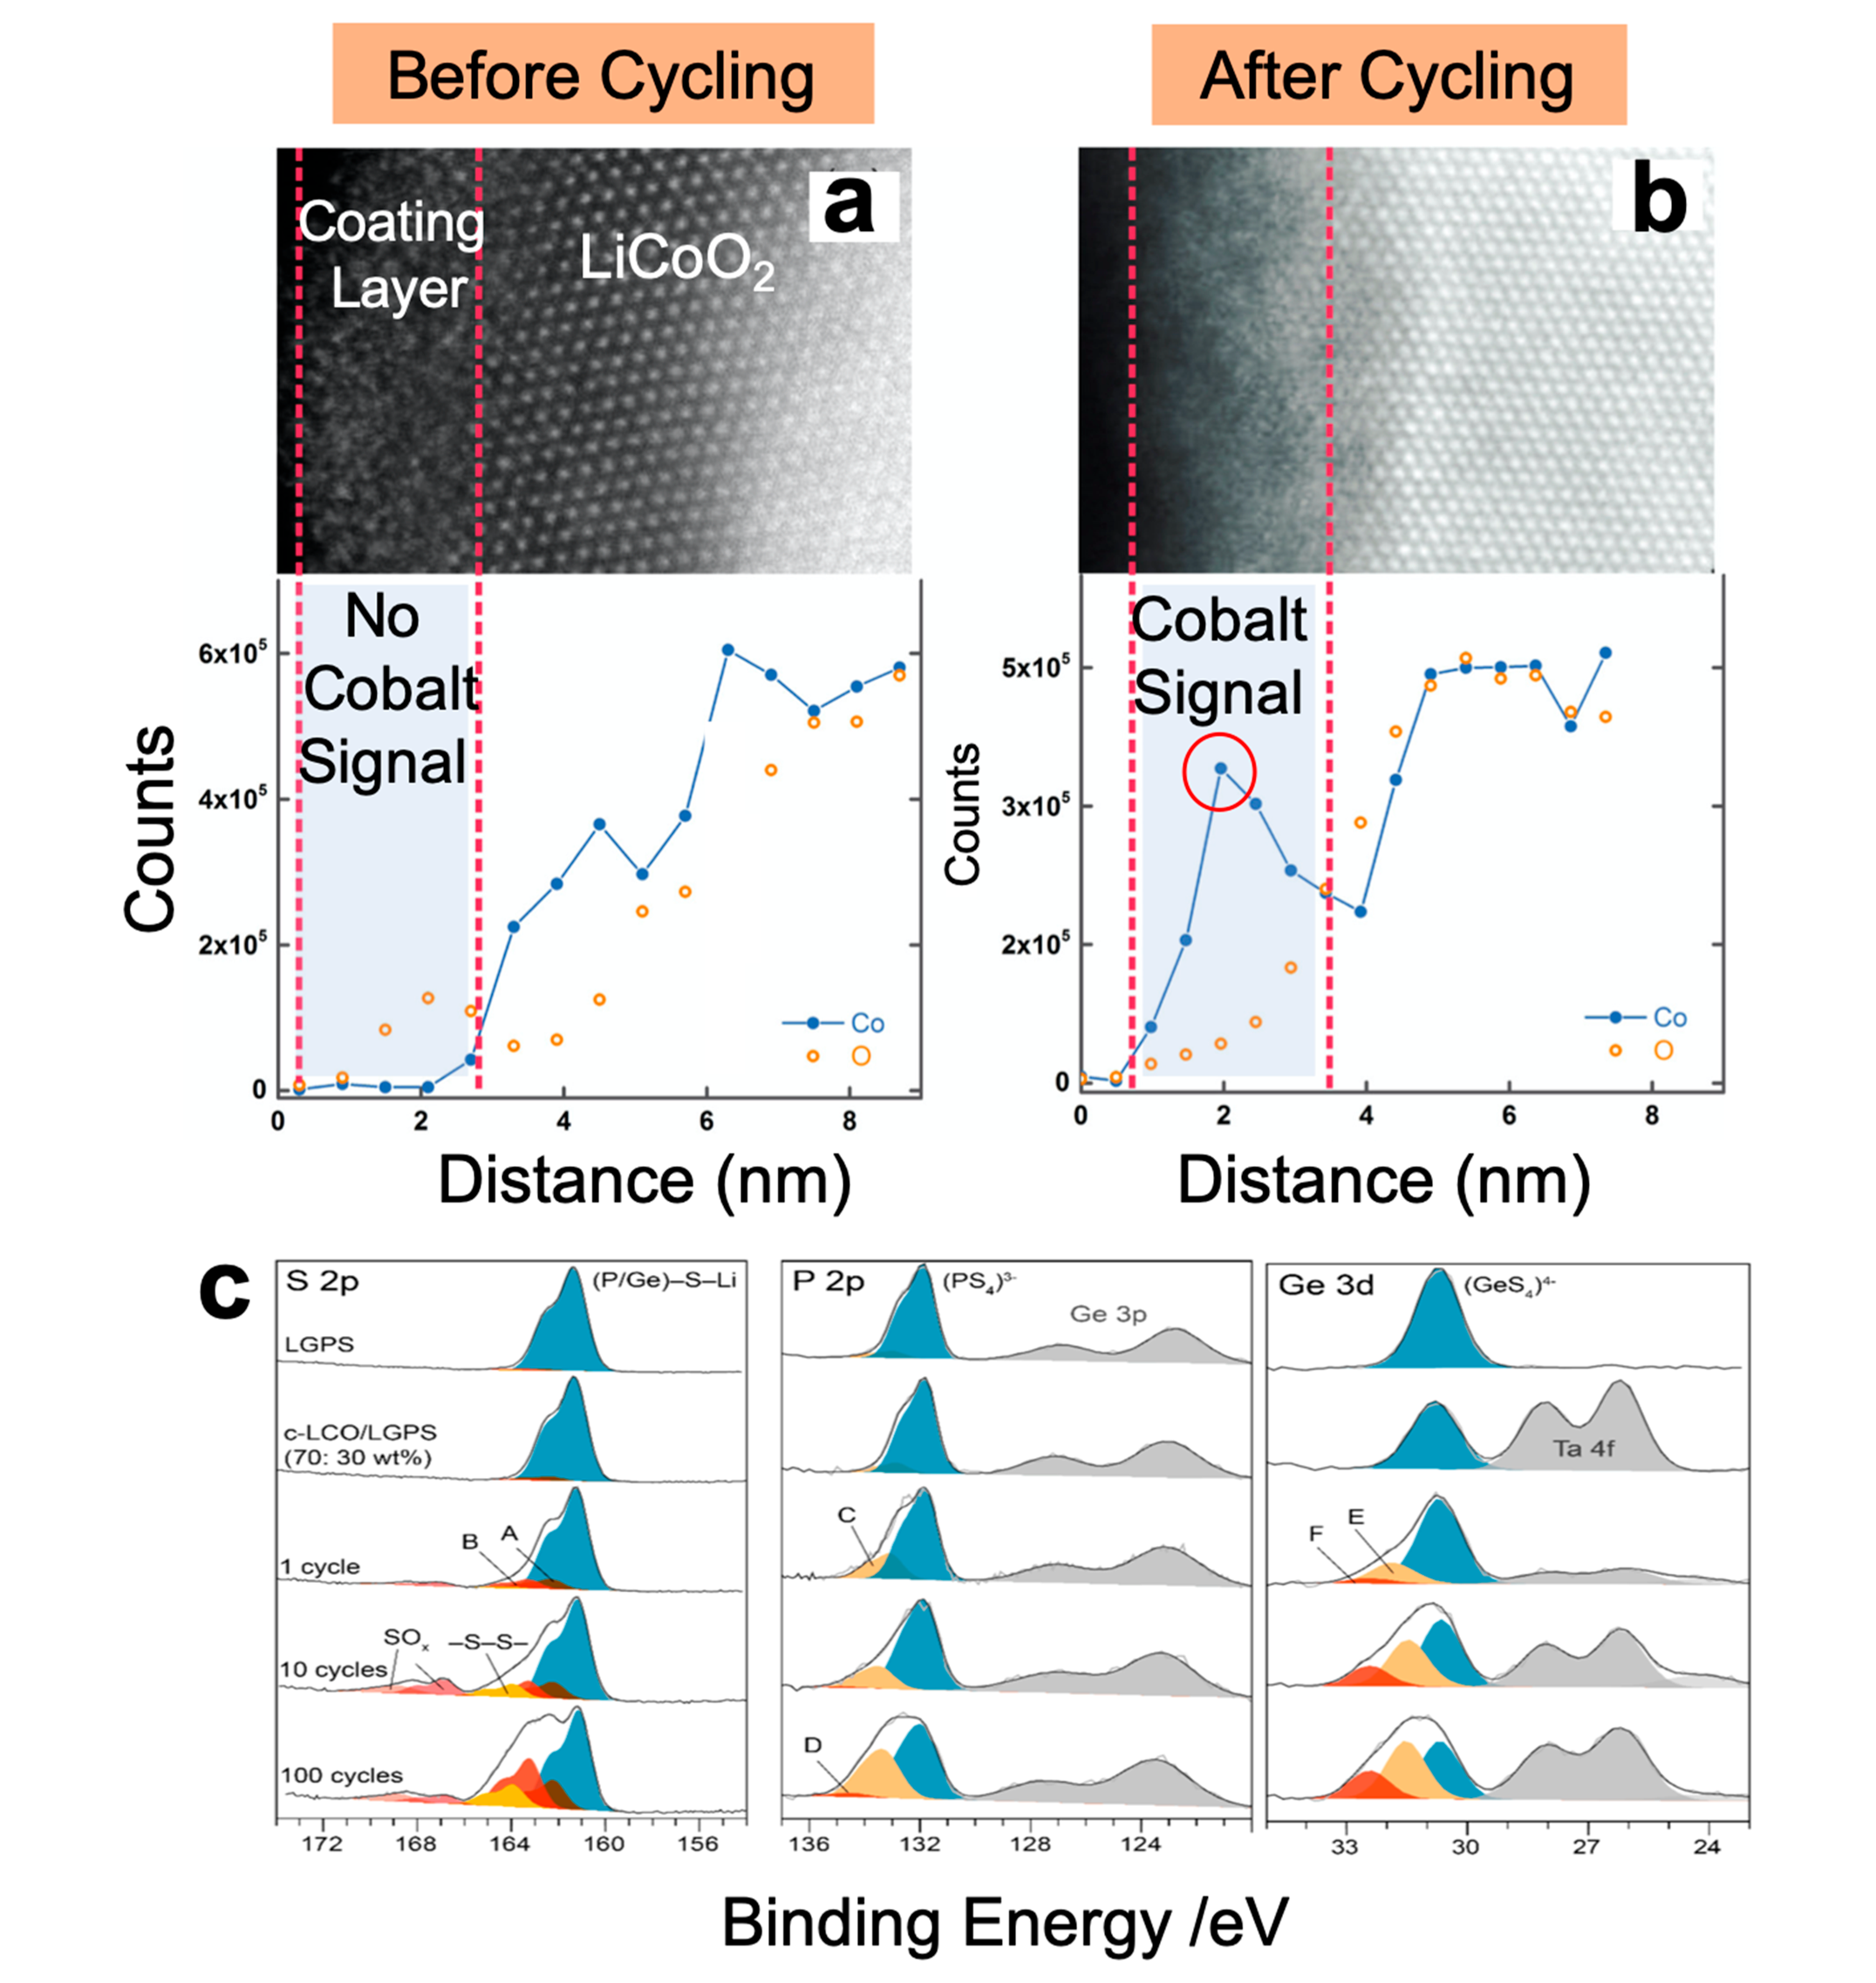 Before Cycling
After Cycling
a
Coating
Layer
LiCoO₂
b
No
Cobalt
Signal
6x10⁵
4x10⁵
2x10⁵
0
Counts
Co
O
0 2 4 6 8
Distance (nm)
Cobalt
Signal
5x10⁵
3x10⁵
2x10⁵
0
Counts
Co
O
0 2 4 6 8
Distance (nm)
c
S 2p
(P/Ge)–S–Li
LGPS
c-LCO/LGPS
(70: 30 wt%)
B A
1 cycle
SOₓ –S–S–
10 cycles
100 cycles
172 168 164 160 156
P 2p
(PS₄)³⁻
Ge 3p
C
D
136 132 128 124
Ge 3d
(GeS₄)⁴⁻
Ta 4f
F E
33 30 27 24
Binding Energy /eV